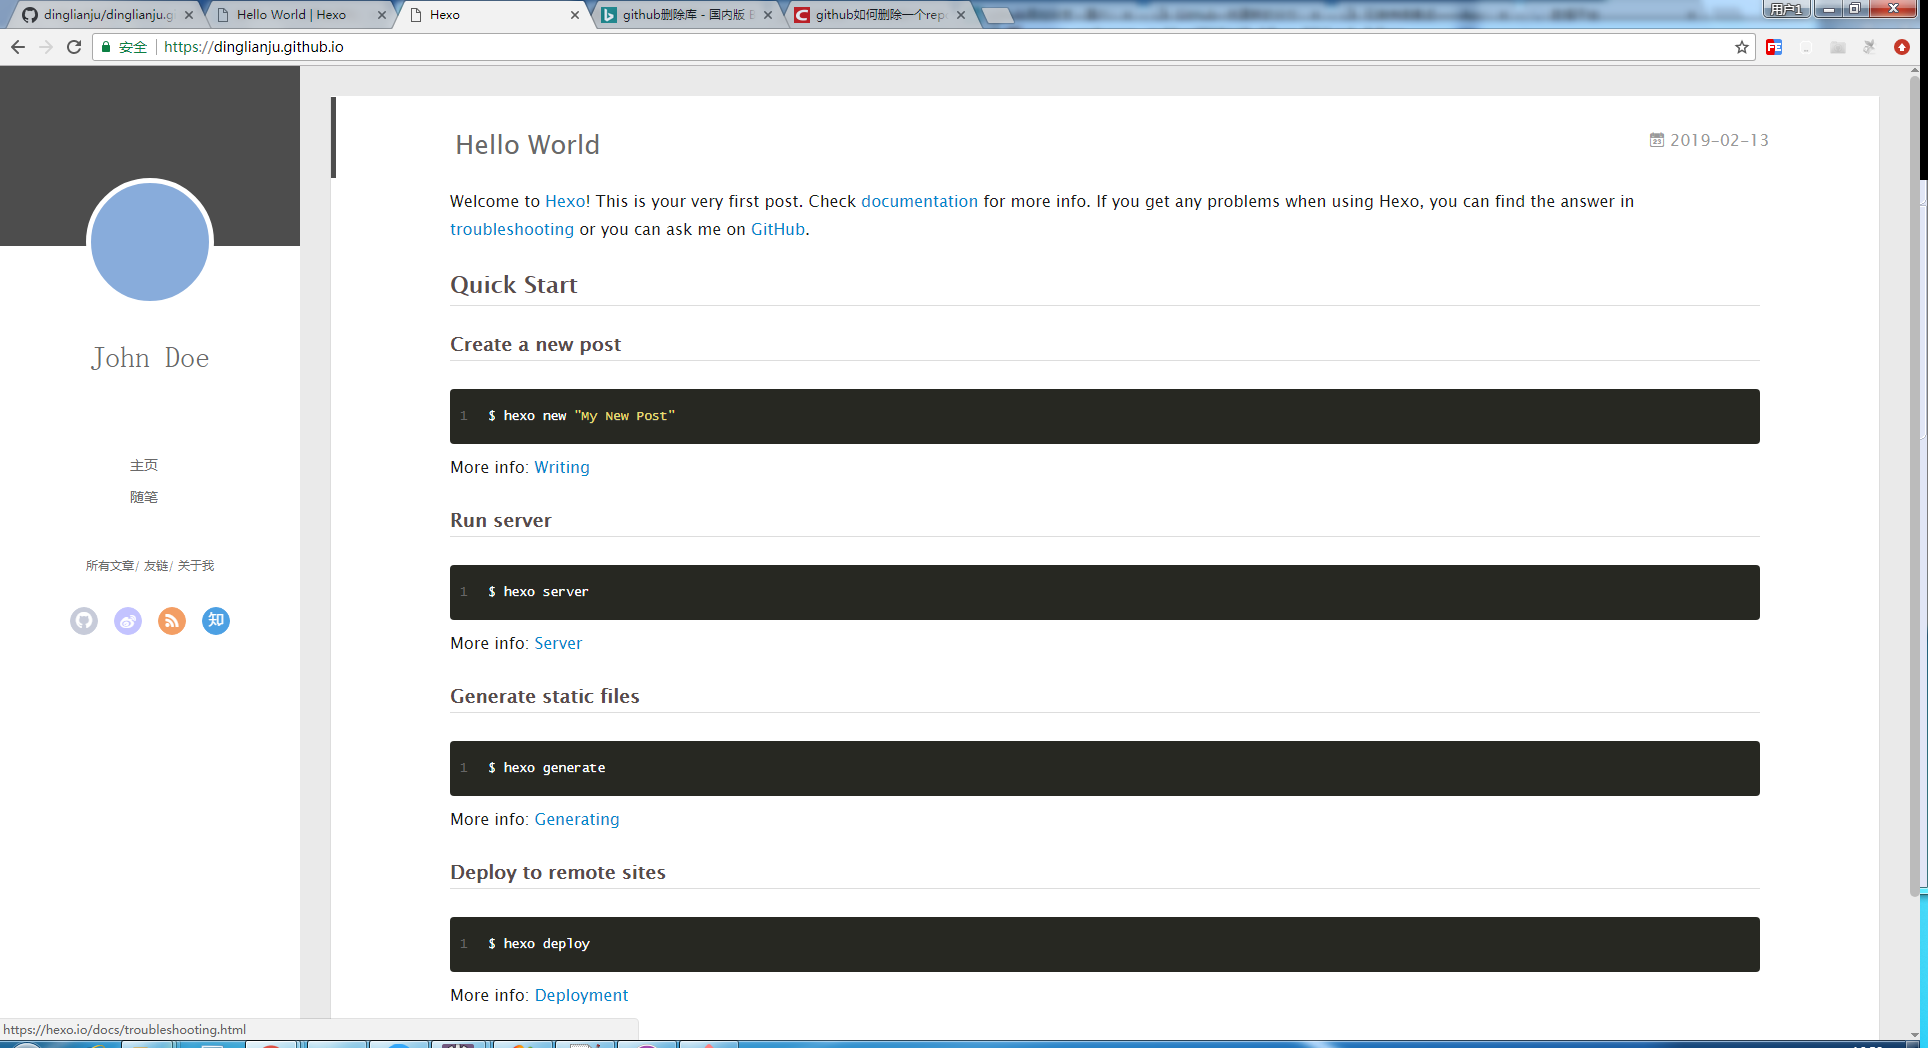 dinglianju/dinglianju.g
Hello World | Hexo
Hexo
github删除库 - 国内版
github如何删除一个rep
用户1
安全
https://dinglianju.github.io
Hello World
2019-02-13
Welcome to Hexo! This is your very first post. Check documentation for more info. If you get any problems when using Hexo, you can find the answer in
troubleshooting or you can ask me on GitHub.
Quick Start
Create a new post
1 $ hexo new "My New Post"
More info: Writing
Run server
1 $ hexo server
More info: Server
Generate static files
1 $ hexo generate
More info: Generating
Deploy to remote sites
1 $ hexo deploy
More info: Deployment
John Doe
主页
随笔
所有文章/ 友链/ 关于我
知
https://hexo.io/docs/troubleshooting.html